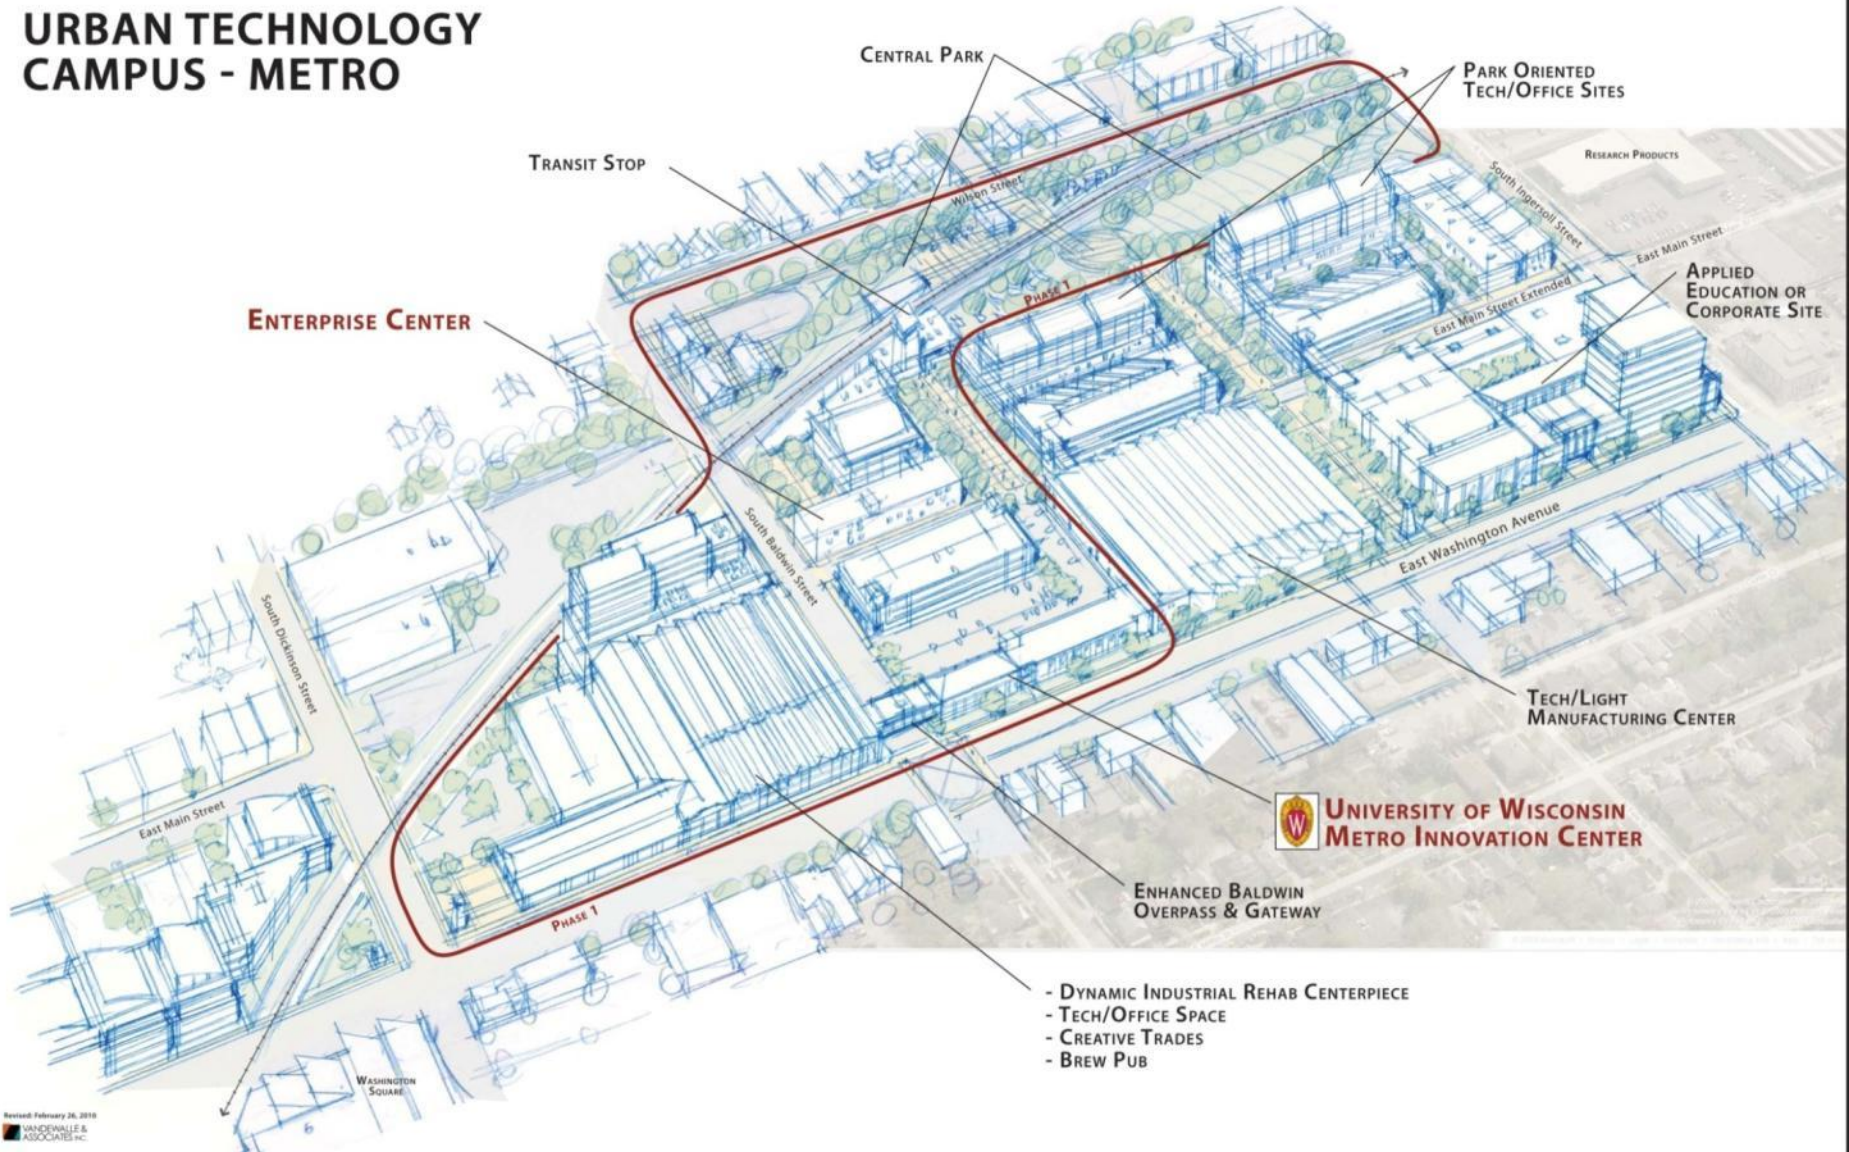 URBAN TECHNOLOGY
CAMPUS - METRO
CENTRAL PARK
PARK ORIENTED
TECH/OFFICE SITES
TRANSIT STOP
RESEARCH PRODUCTS
Wilson Street
South Ingersoll Street
East Main Street
APPLIED
EDUCATION OR
CORPORATE SITE
PHASE 1
East Main Street Extended
ENTERPRISE CENTER
South Baldwin Street
East Washington Avenue
South Dickinson Street
TECH/LIGHT
MANUFACTURING CENTER
East Main Street
W
UNIVERSITY OF WISCONSIN
METRO INNOVATION CENTER
ENHANCED BALDWIN
OVERPASS & GATEWAY
PHASE 1
- DYNAMIC INDUSTRIAL REHAB CENTERPIECE
- TECH/OFFICE SPACE
- CREATIVE TRADES
- BREW PUB
WASHINGTON
SQUARE
Revised: February 26, 2010
VANDEWALLE &
ASSOCIATES INC.